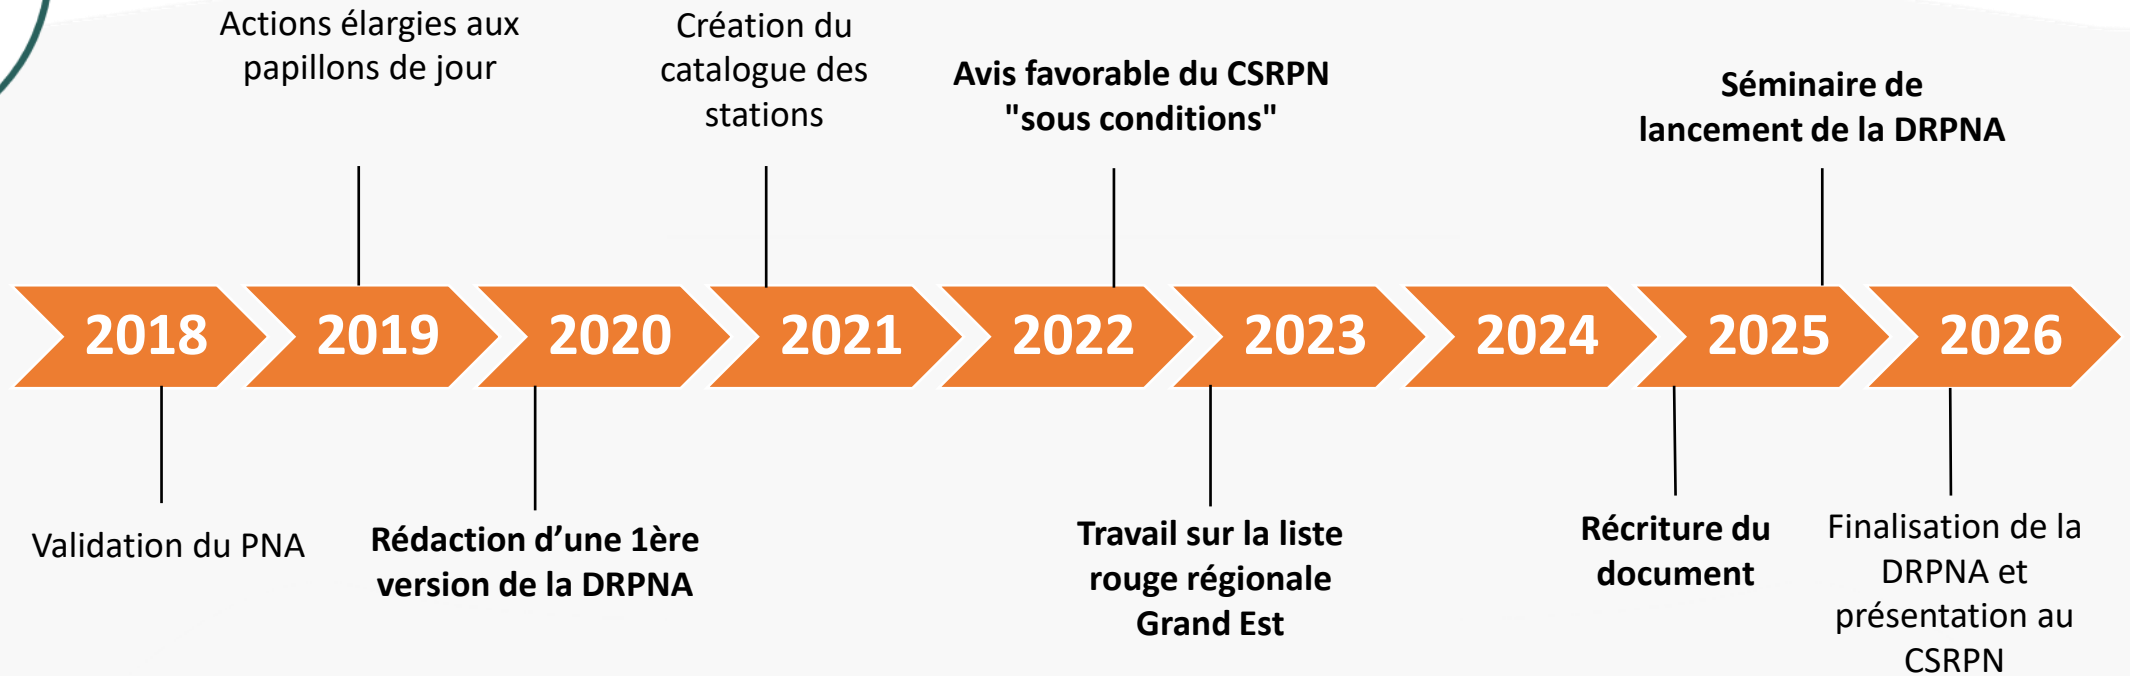 Actions élargies aux
papillons de jour
Création du
catalogue des
stations
Avis favorable du CSRPN
"sous conditions"
Séminaire de
lancement de la DRPNA
2018
2019
2020
2021
2022
2023
2024
2025
2026
Validation du PNA
Rédaction d’une 1ère
version de la DRPNA
Travail sur la liste
rouge régionale
Grand Est
Récriture du
document
Finalisation de la
DRPNA et
présentation au
CSRPN